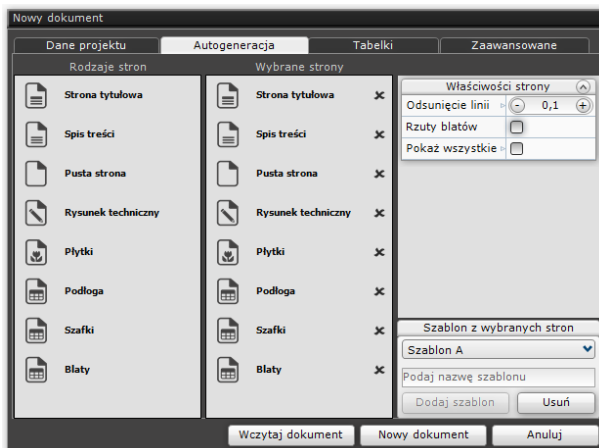 Nowy dokument
Dane projektu Autogeneracja Tabelki Zaawansowane
Rodzaje stron
Strona tytułowa
Spis treści
Pusta strona
Rysunek techniczny
Płytki
Podłoga
Szafki
Blaty
Wybrane strony
Strona tytułowa
Spis treści
Pusta strona
Rysunek techniczny
Płytki
Podłoga
Szafki
Blaty
Właściwości strony
Odsunięcie linii - 0,1 +
Rzuty blatów
Pokaż wszystkie
Szablon z wybranych stron
Szablon A
Podaj nazwę szablonu
Dodaj szablon Usuń
Wczytaj dokument Nowy dokument Anuluj